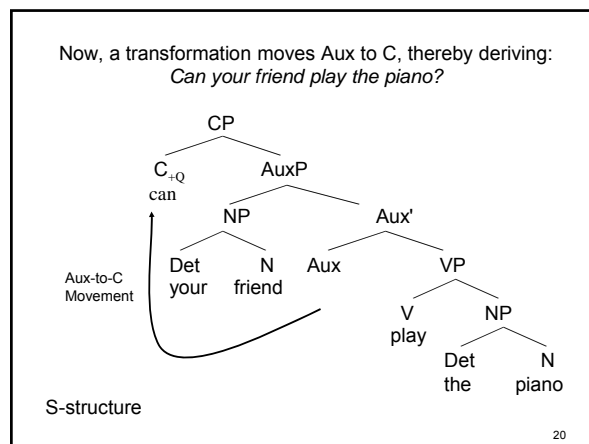 Now, a transformation moves Aux to C, thereby deriving:
Can your friend play the piano?
CP
C+Q AuxP
can
NP Aux'
Det N Aux VP
your friend
Aux-to-C
Movement
V NP
play
Det N
the piano
S-structure
20